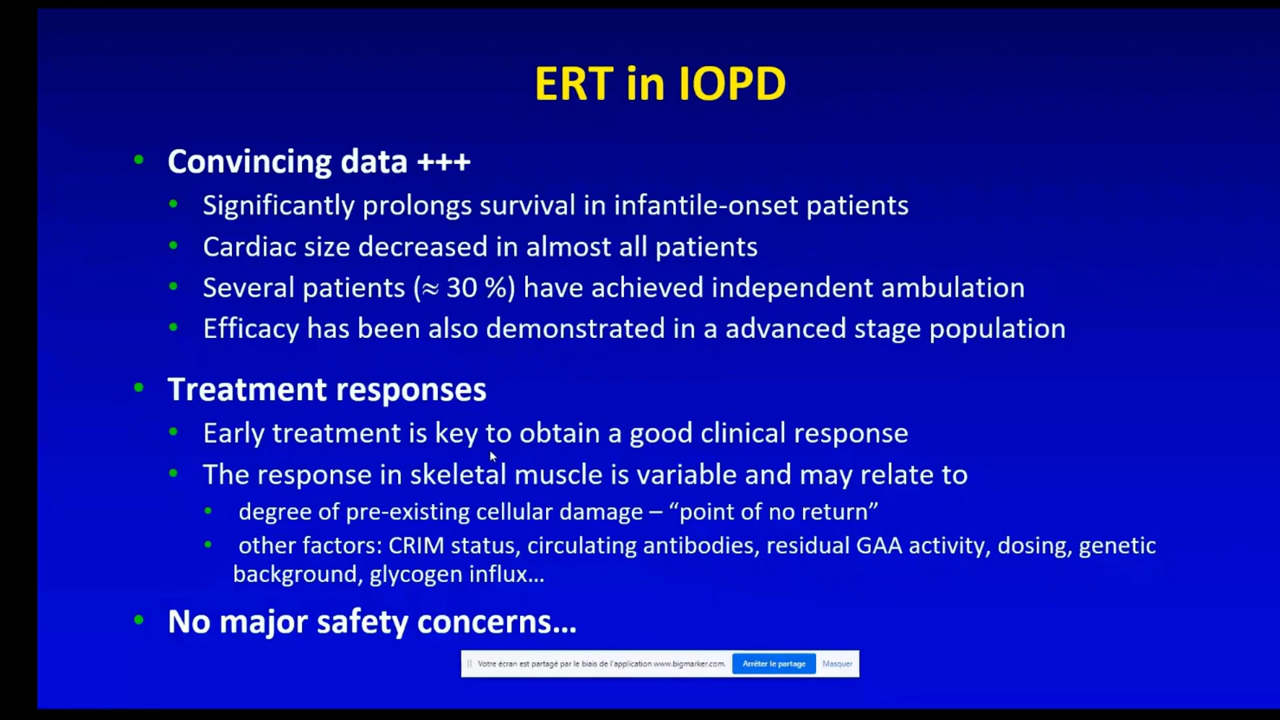 ERT in IOPD
• Convincing data +++
• Significantly prolongs survival in infantile-onset patients
• Cardiac size decreased in almost all patients
• Several patients (≈ 30 %) have achieved independent ambulation
• Efficacy has been also demonstrated in a advanced stage population
• Treatment responses
• Early treatment is key to obtain a good clinical response
• The response in skeletal muscle is variable and may relate to
• degree of pre-existing cellular damage – “point of no return”
• other factors: CRIM status, circulating antibodies, residual GAA activity, dosing, genetic
background, glycogen influx...
• No major safety concerns...
Votre écran est partagé par le biais de l'application www.bigmarker.com. Arrêter le partage Masquer